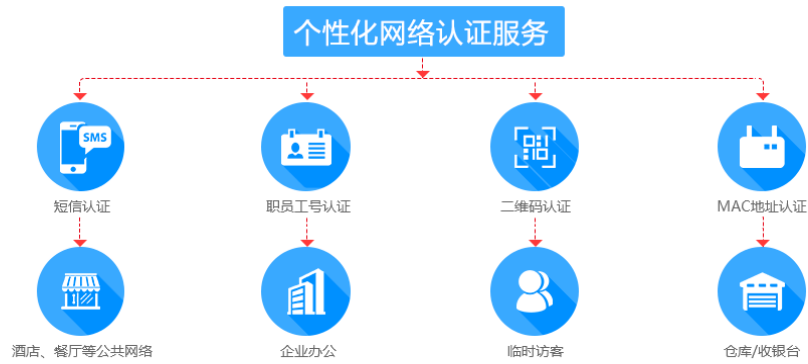 个性化网络认证服务
SMS
短信认证
职员工号认证
二维码认证
MAC地址认证
酒店、餐厅等公共网络
企业办公
临时访客
仓库/收银台